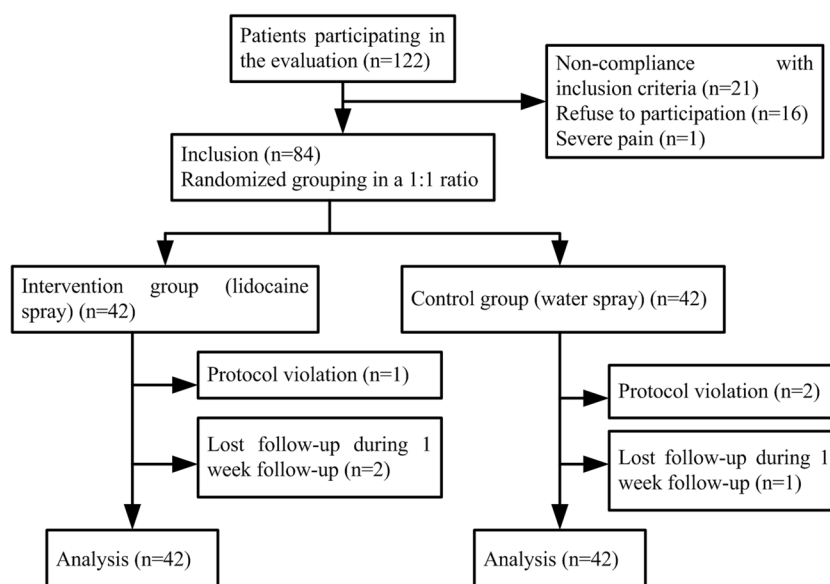 Patients participating in
the evaluation (n=122)
Non-compliance with
inclusion criteria (n=21)
Refuse to participation (n=16)
Severe pain (n=1)
Inclusion (n=84)
Randomized grouping in a 1:1 ratio
Intervention group (lidocaine
spray) (n=42)
Control group (water spray) (n=42)
Protocol violation (n=1)
Protocol violation (n=2)
Lost follow-up during 1
week follow-up (n=2)
Lost follow-up during 1
week follow-up (n=1)
Analysis (n=42)
Analysis (n=42)